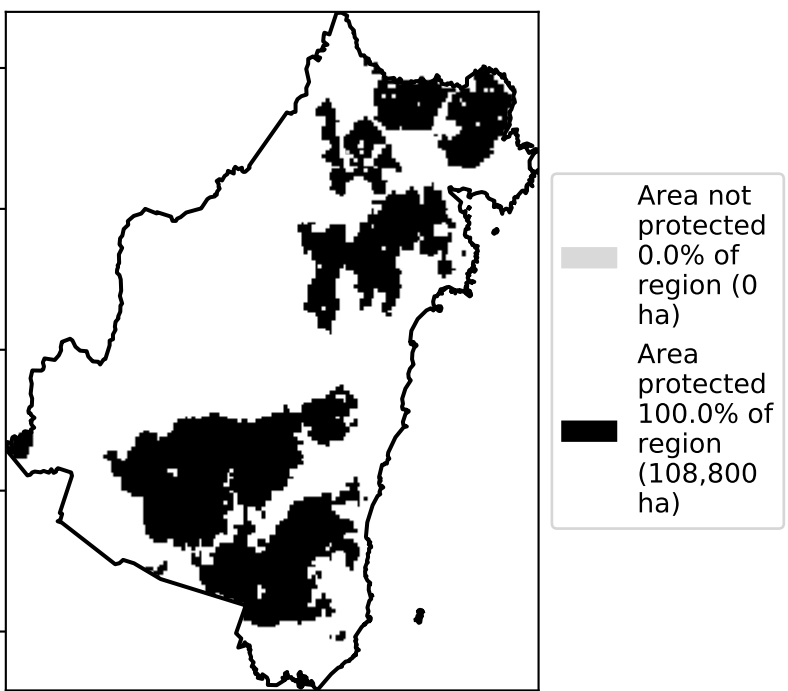 Area not
protected
0.0% of
region (0
ha)
Area
protected
100.0% of
region
(108,800
ha)